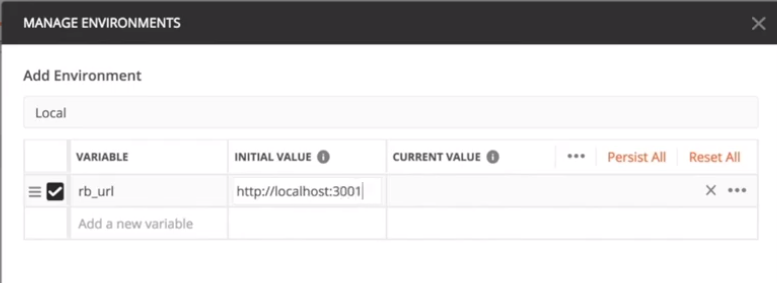 MANAGE ENVIRONMENTS
Add Environment
Local
VARIABLE INITIAL VALUE CURRENT VALUE Persist All Reset All
rb_url http://localhost:3001
Add a new variable